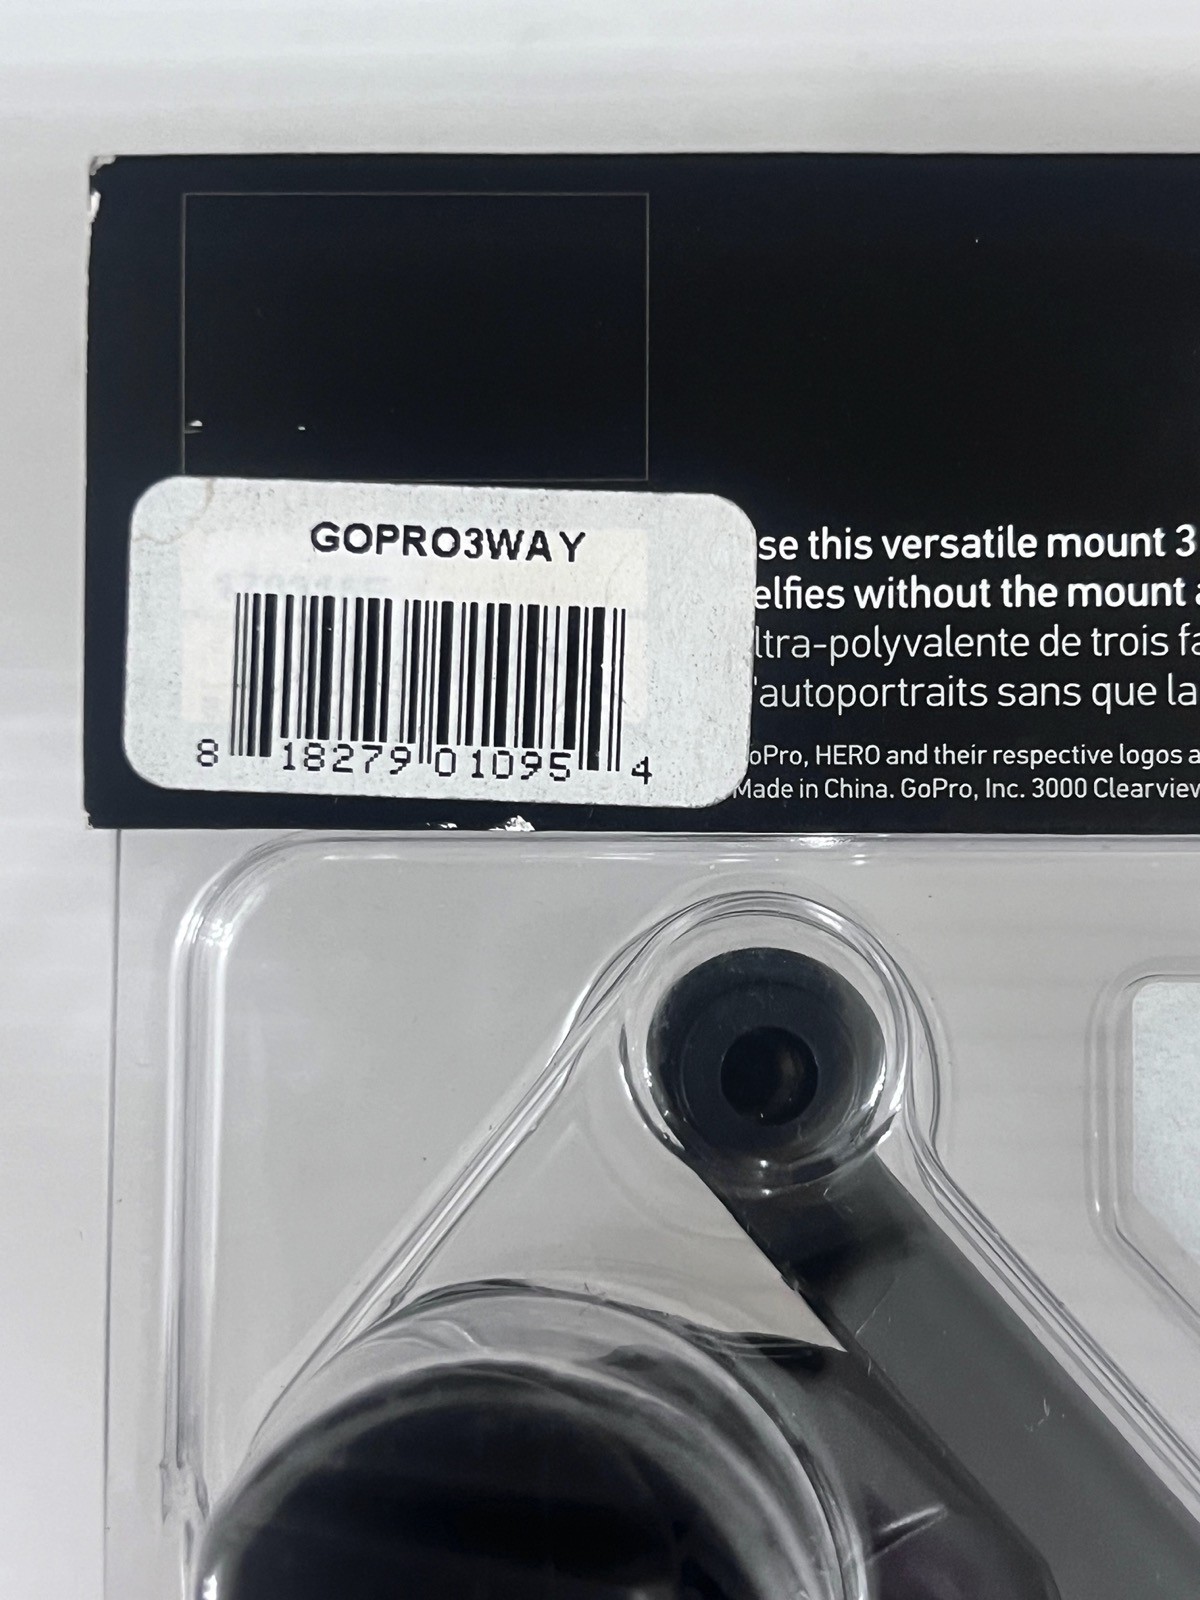 GOPRO3WAY
8 18279 01095 4
se this versatile mount 3
elfies without the mount
ltra-polyvalente de trois fa
'autoportraits sans que la
oPro, HERO and their respective logos a
Made in China. GoPro, Inc. 3000 Clearview